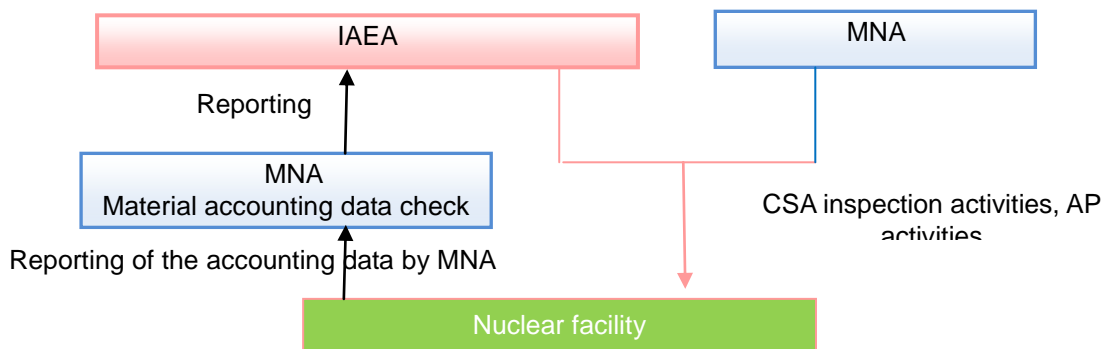 IAEA
MNA
Reporting
MNA
Material accounting data check
CSA inspection activities, AP
activities
Reporting of the accounting data by MNA
Nuclear facility